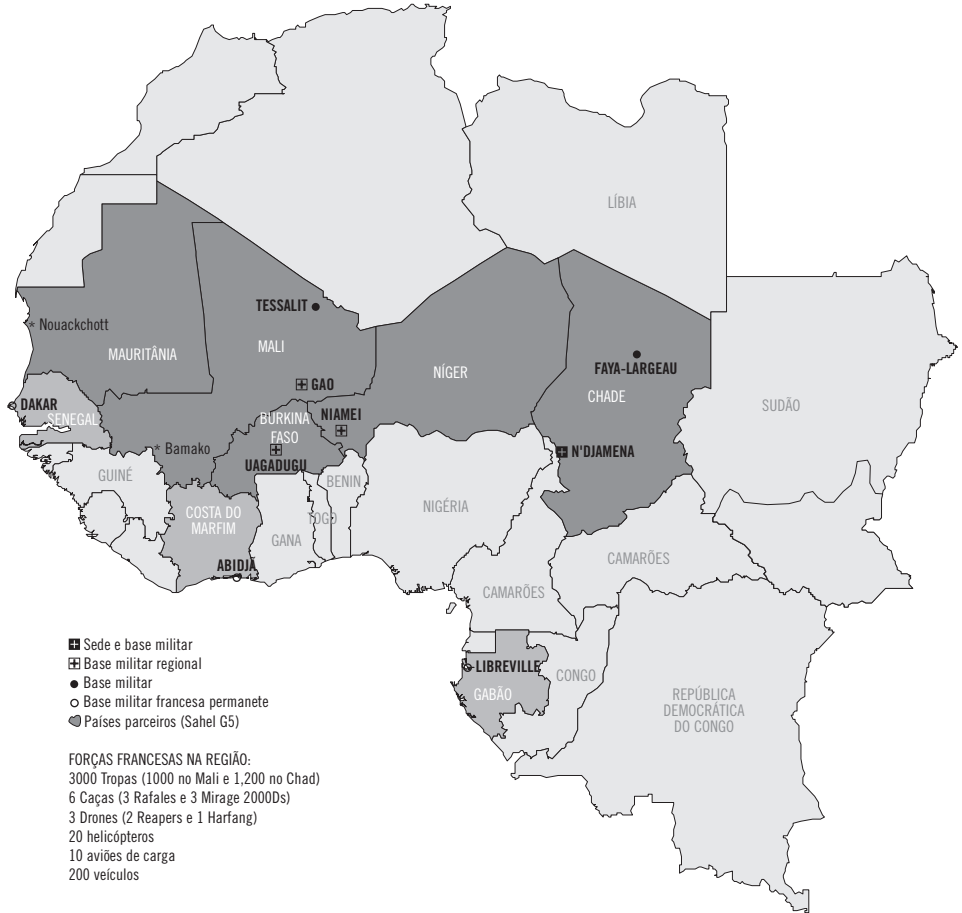 LÍBIA
TESSALIT
* Nouackchott
MAURITÂNIA
MALI
NÍGER
FAYA-LARGEAU
CHADE
GAO
DAKAR
SENEGAL
BURKINA
FASO
NIAMEI
SUDÃO
* Bamako
UAGADUGU
N'DJAMENA
GUINÉ
BENIN
COSTA DO
MARFIM
TOGO
GANA
NIGÉRIA
ABIDJÃ
CAMARÕES
CAMARÕES
Sede e base militar
Base militar regional
Base militar
Base militar francesa permanete
Países parceiros (Sahel G5)
LIBREVILLE
GABÃO
CONGO
REPÚBLICA
DEMOCRÁTICA
DO CONGO
FORÇAS FRANCESAS NA REGIÃO:
3000 Tropas (1000 no Mali e 1,200 no Chad)
6 Caças (3 Rafales e 3 Mirage 2000Ds)
3 Drones (2 Reapers e 1 Harfang)
20 helicópteros
10 aviões de carga
200 veículos